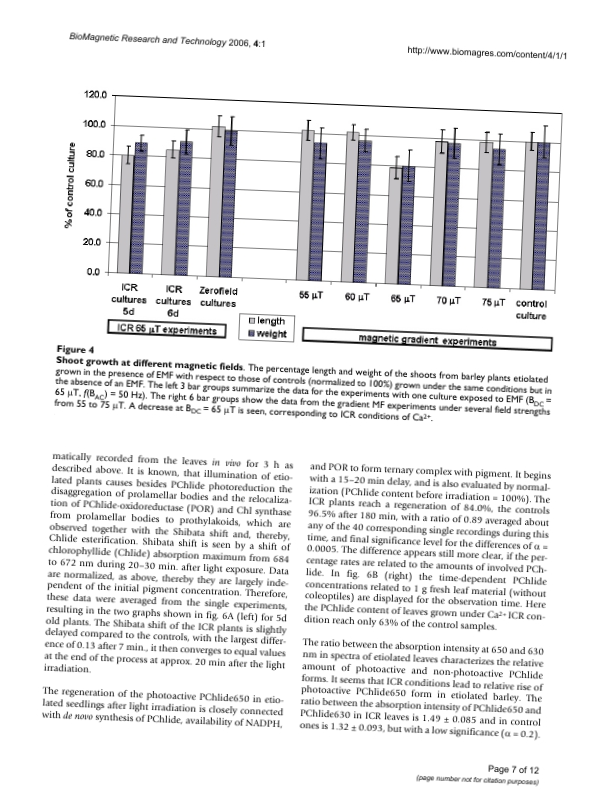 BioMagnetic Research and Technology 2006, 4:1
http://www.biomagres.com/content/4/1/1
120.0
100.0
80.0
60.0
40.0
20.0
0.0
% of control culture
ICR cultures 5d
ICR cultures 6d
Zerofield cultures
55 µT
60 µT
65 µT
70 µT
75 µT
control culture
ICR 65 µT experiments
length
weight
magnetic gradient experiments
Figure 4
Shoot growth at different magnetic fields. The percentage length and weight of the shoots from barley plants etiolated
grown in the presence of EMF with respect to those of controls (normalized to 100%) grown under the same conditions but in
the absence of an EMF. The left 3 bar groups summarize the data for the experiments with one culture exposed to EMF (BDC =
65 µT, f(BAC) = 50 Hz). The right 6 bar groups show the data from the gradient MF experiments under several field strengths
from 55 to 75 µT. A decrease at BDC = 65 µT is seen, corresponding to ICR conditions of Ca2+.
matically recorded from the leaves in vivo for 3 h as
described above. It is known, that illumination of etio-
lated plants causes besides PChlide photoreduction the
disaggregation of prolamellar bodies and the relocaliza-
tion of PChlide-oxidoreductase (POR) and Chl synthase
from prolamellar bodies to prothylakoids, which are
observed together with the Shibata shift and, thereby,
Chlide esterification. Shibata shift is seen by a shift of
chlorophyllide (Chlide) absorption maximum from 684
to 672 nm during 20–30 min. after light exposure. Data
are normalized, as above, thereby they are largely inde-
pendent of the initial pigment concentration. Therefore,
these data were averaged from the single experiments,
resulting in the two graphs shown in fig. 6A (left) for 5d
old plants. The Shibata shift of the ICR plants is slightly
delayed compared to the controls, with the largest differ-
ence of 0.13 after 7 min., it then converges to equal values
at the end of the process at approx. 20 min after the light
irradiation.
The regeneration of the photoactive PChlide650 in etio-
lated seedlings after light irradiation is closely connected
with de novo synthesis of PChlide, availability of NADPH,
and POR to form ternary complex with pigment. It begins
with a 15–20 min delay, and is also evaluated by normal-
ization (PChlide content before irradiation = 100%). The
ICR plants reach a regeneration of 84.0%, the controls
96.5% after 180 min, with a ratio of 0.89 averaged about
any of the 40 corresponding single recordings during this
time, and final significance level for the differences of α =
0.0005. The difference appears still more clear, if the per-
centage rates are related to the amounts of involved PCh-
lide. In fig. 6B (right) the time-dependent PChlide
concentrations related to 1 g fresh leaf material (without
coleoptiles) are displayed for the observation time. Here
the PChlide content of leaves grown under Ca2+ ICR con-
dition reach only 63% of the control samples.
The ratio between the absorption intensity at 650 and 630
nm in spectra of etiolated leaves characterizes the relative
amount of photoactive and non-photoactive PChlide
forms. It seems that ICR conditions lead to relative rise of
photoactive PChlide650 form in etiolated barley. The
ratio between the absorption intensity of PChlide650 and
PChlide630 in ICR leaves is 1.49 ± 0.085 and in control
ones is 1.32 ± 0.093, but with a low significance (α = 0.2).
Page 7 of 12
(page number not for citation purposes)